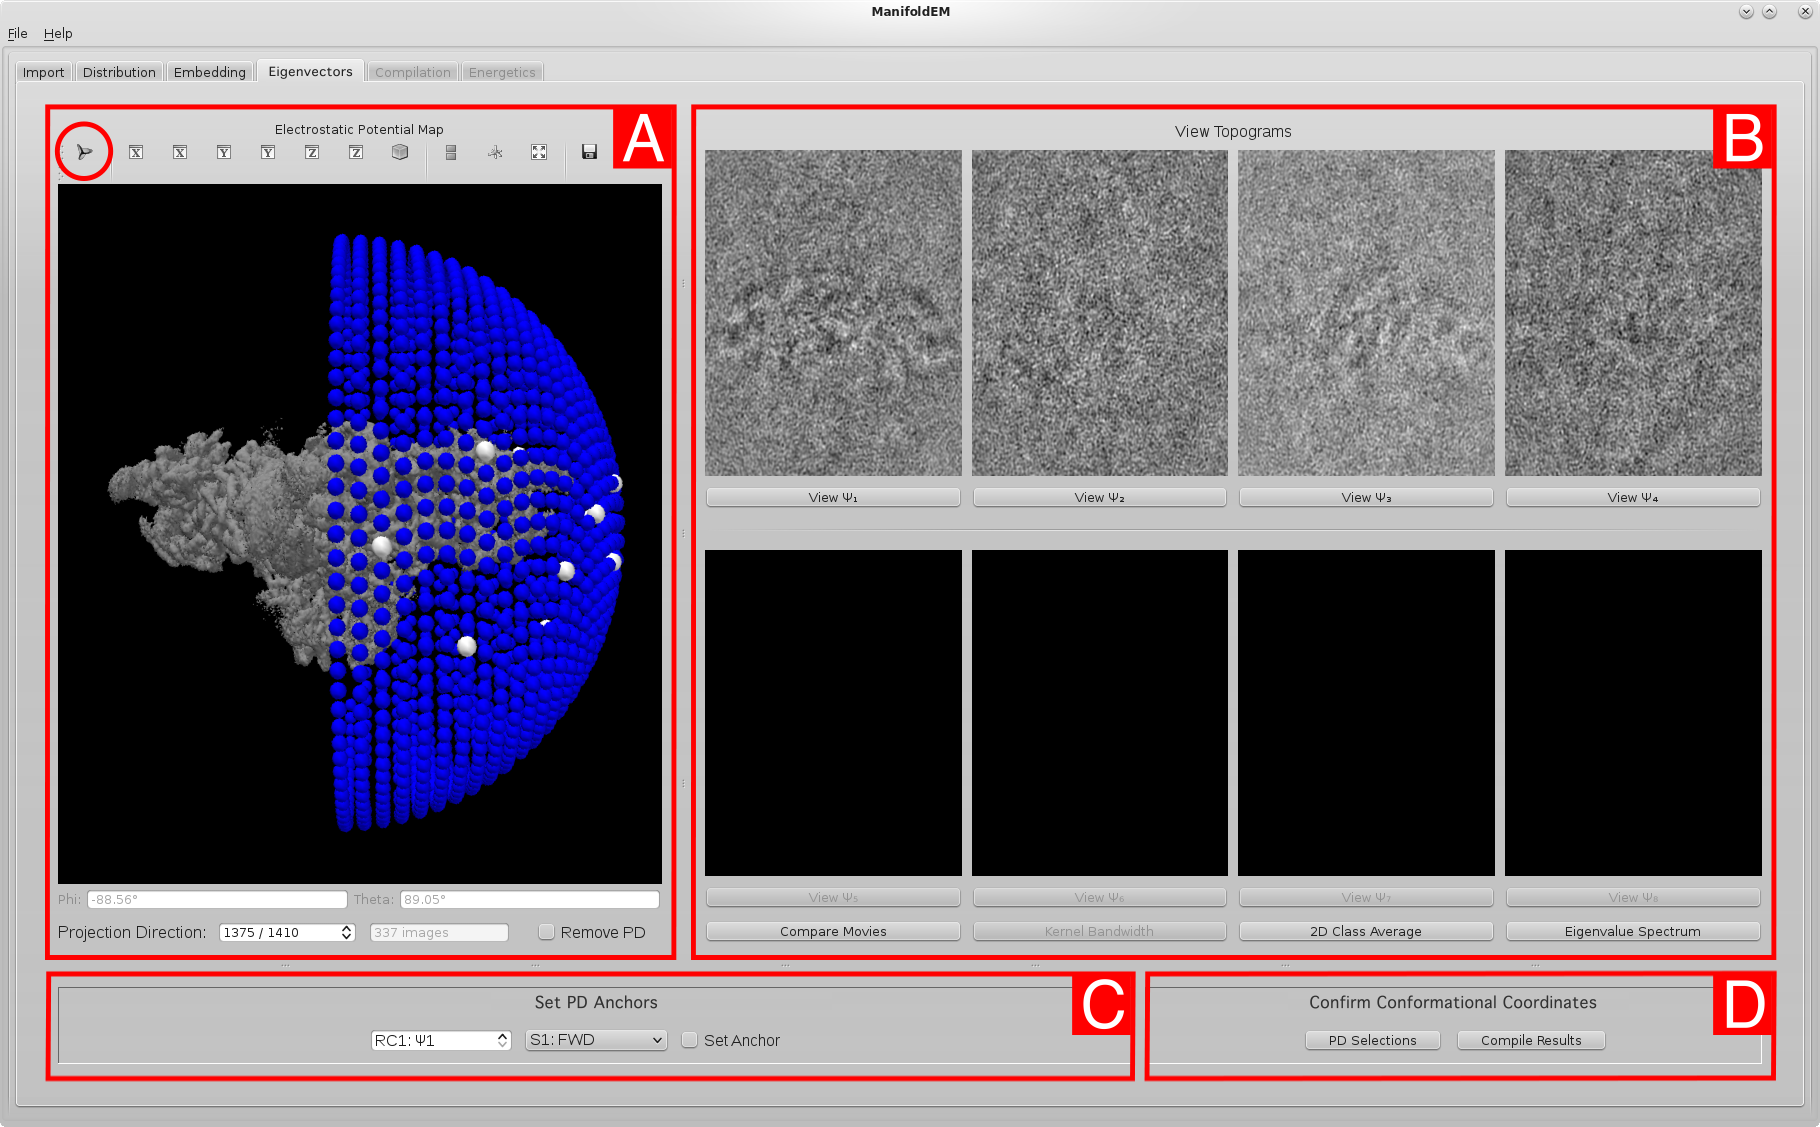 ManifoldEM
File Help
Import Distribution Embedding Eigenvectors Compilation Energetics
A
Electrostatic Potential Map
X X Y Y Z Z
Phi: -88.56° Theta: 89.05°
Projection Direction: 1375 / 1410 337 images Remove PD
B
View Topograms
View Ψ₁ View Ψ₂ View Ψ₃ View Ψ₄
View Ψ₅ View Ψ₆ View Ψ₇ View Ψ₈
Compare Movies Kernel Bandwidth 2D Class Average Eigenvalue Spectrum
C
Set PD Anchors
RC1: Ψ1 S1: FWD Set Anchor
D
Confirm Conformational Coordinates
PD Selections Compile Results